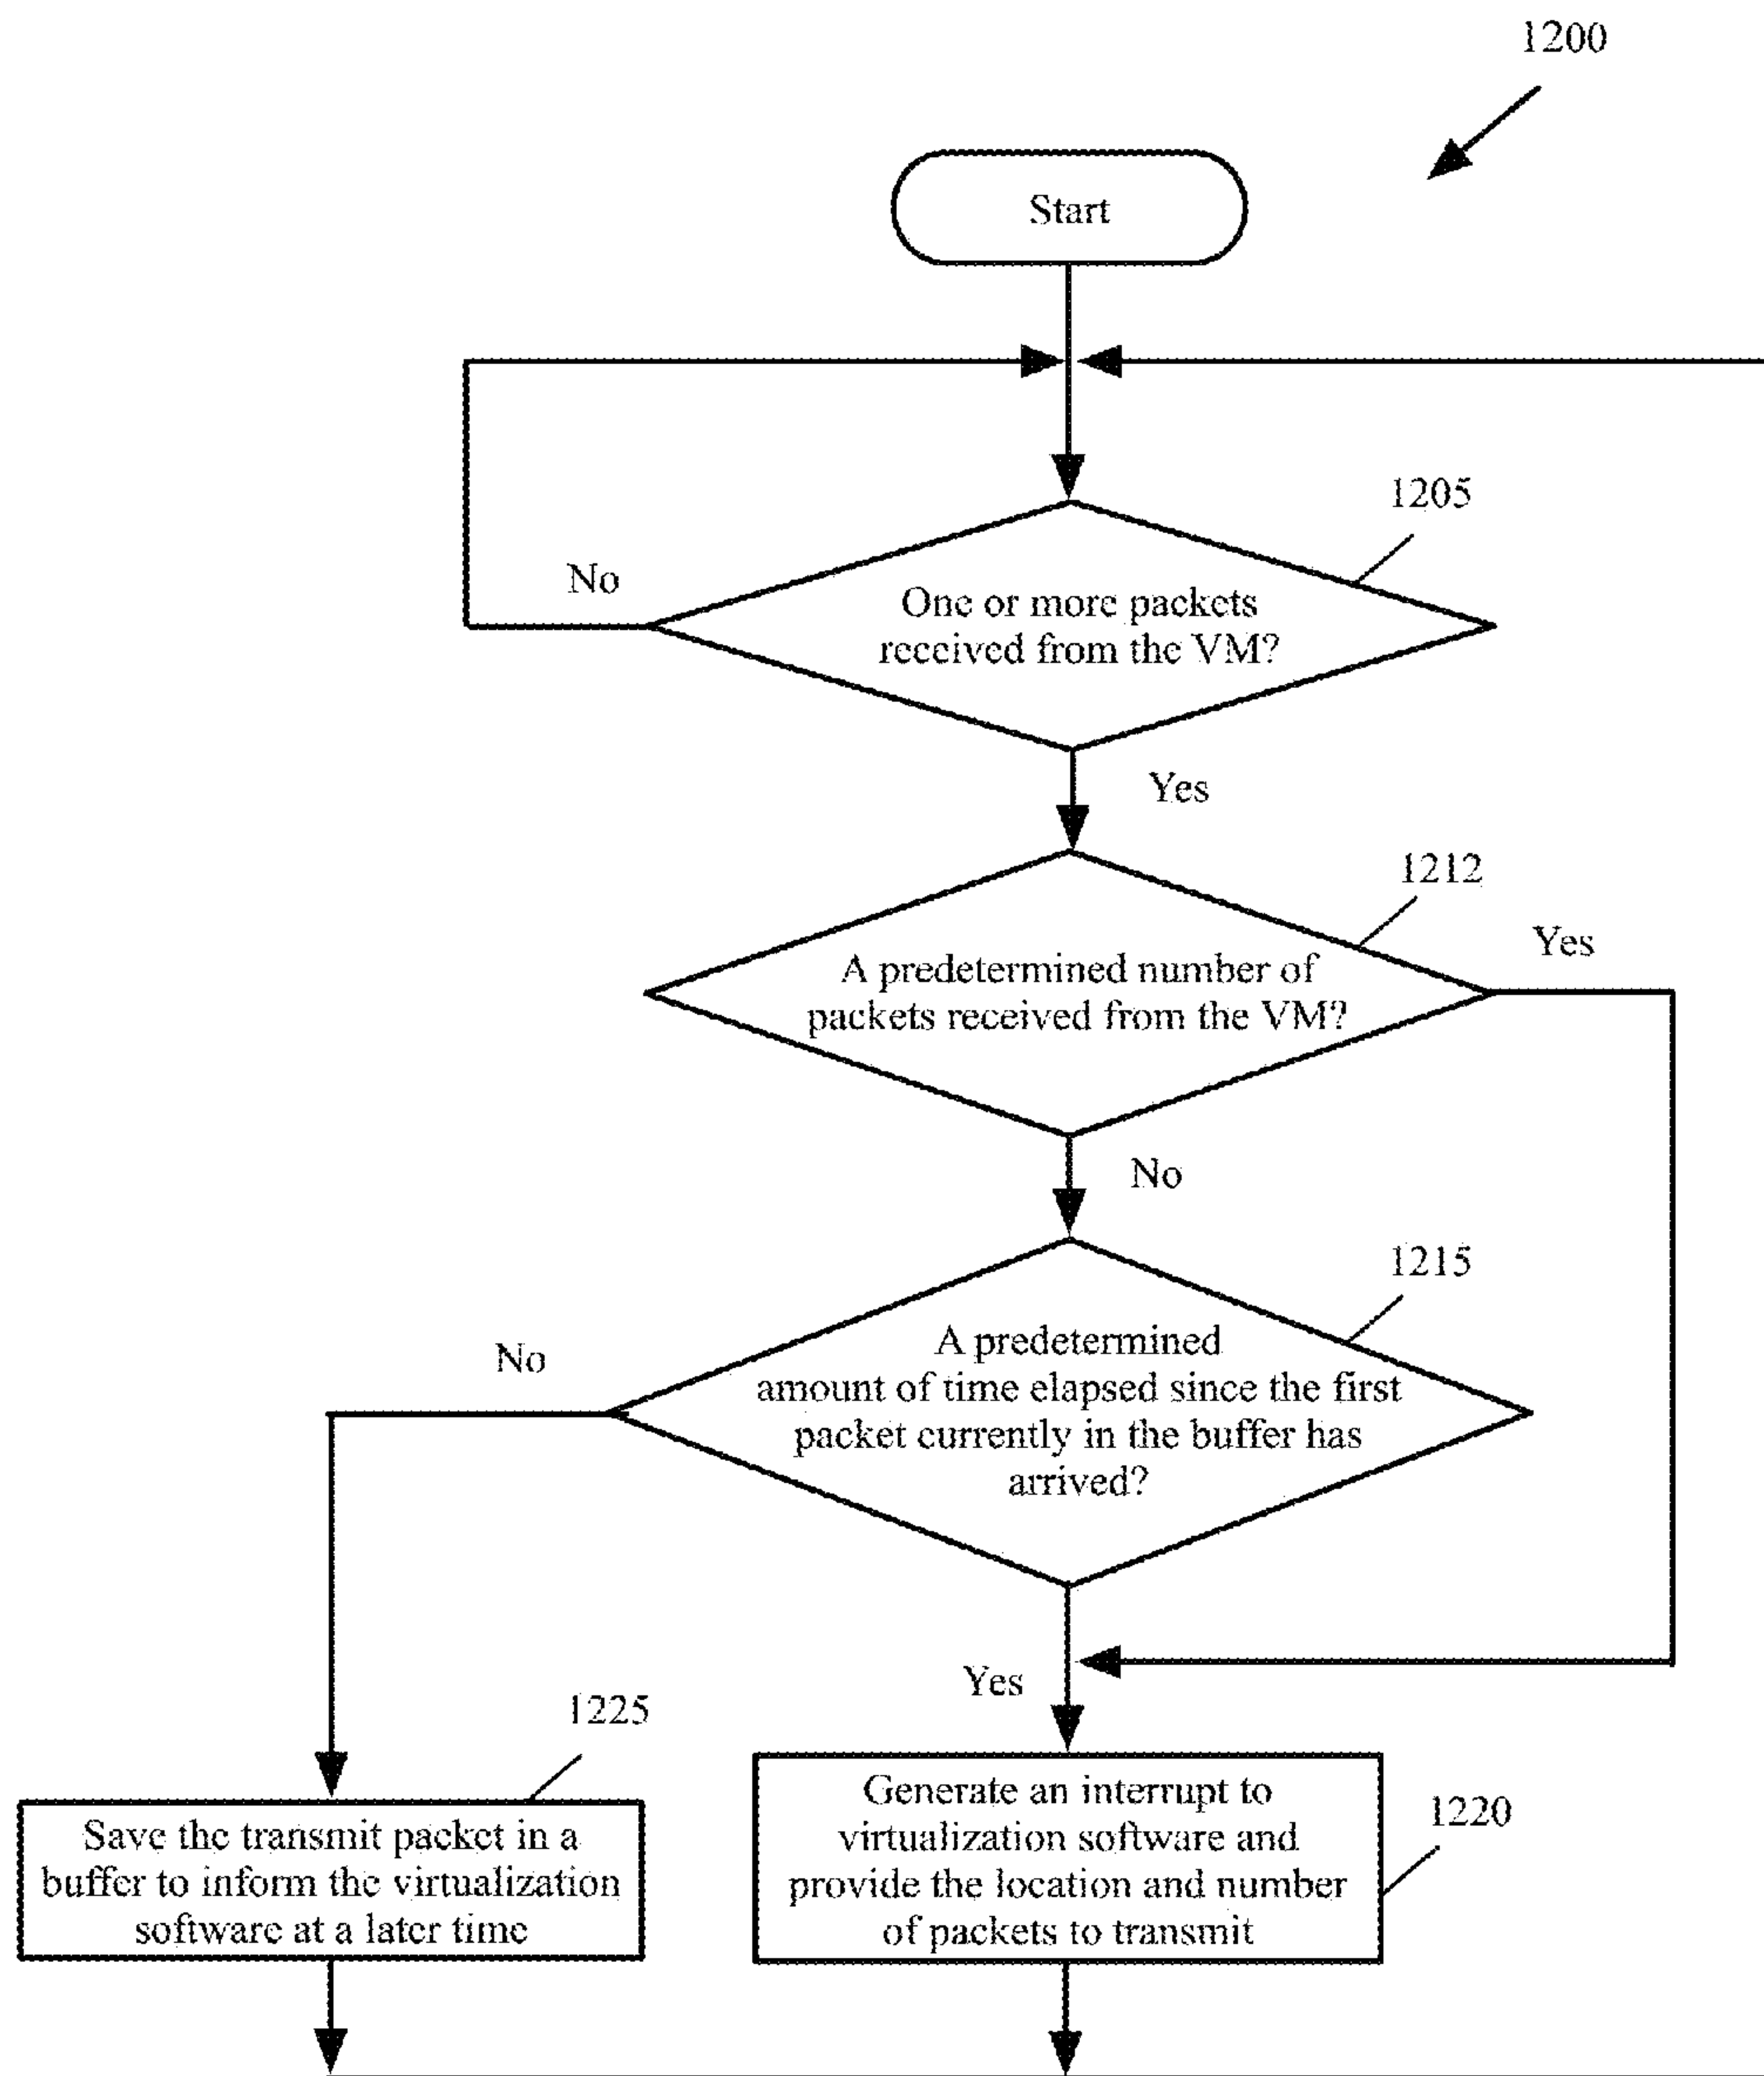 1200
Start
1205
No
One or more packets
received from the VM?
Yes
1212
Yes
A predetermined number of
packets received from the VM?
No
1215
No
A predetermined
amount of time elapsed since the first
packet currently in the buffer has
arrived?
Yes
1225
1220
Save the transmit packet in a
buffer to inform the virtualization
software at a later time
Generate an interrupt to
virtualization software and
provide the location and number
of packets to transmit